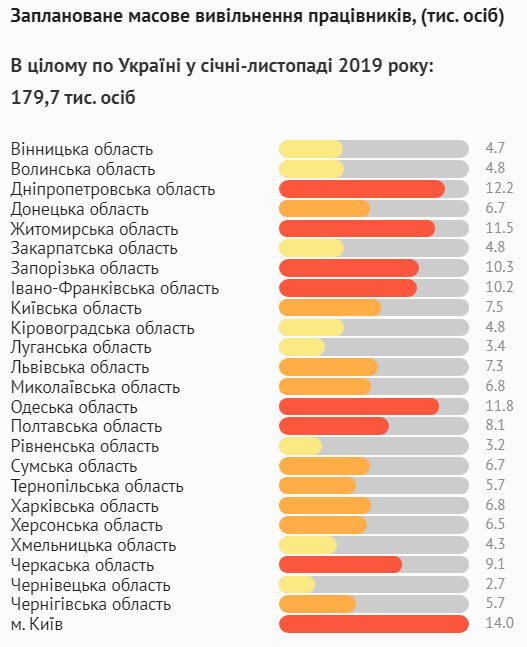 Заплановане масове вивільнення працівників, (тис. осіб)
В цілому по Україні у січні-листопаді 2019 року:
179,7 тис. осіб
Вінницька область 4.7
Волинська область 4.8
Дніпропетровська область 12.2
Донецька область 6.7
Житомирська область 11.5
Закарпатська область 4.8
Запорізька область 10.3
Івано-Франківська область 10.2
Київська область 7.5
Кіровоградська область 4.8
Луганська область 3.4
Львівська область 7.3
Миколаївська область 6.8
Одеська область 11.8
Полтавська область 8.1
Рівненська область 3.2
Сумська область 6.7
Тернопільська область 5.7
Харківська область 6.8
Херсонська область 6.5
Хмельницька область 4.3
Черкаська область 9.1
Чернівецька область 2.7
Чернігівська область 5.7
м. Київ 14.0